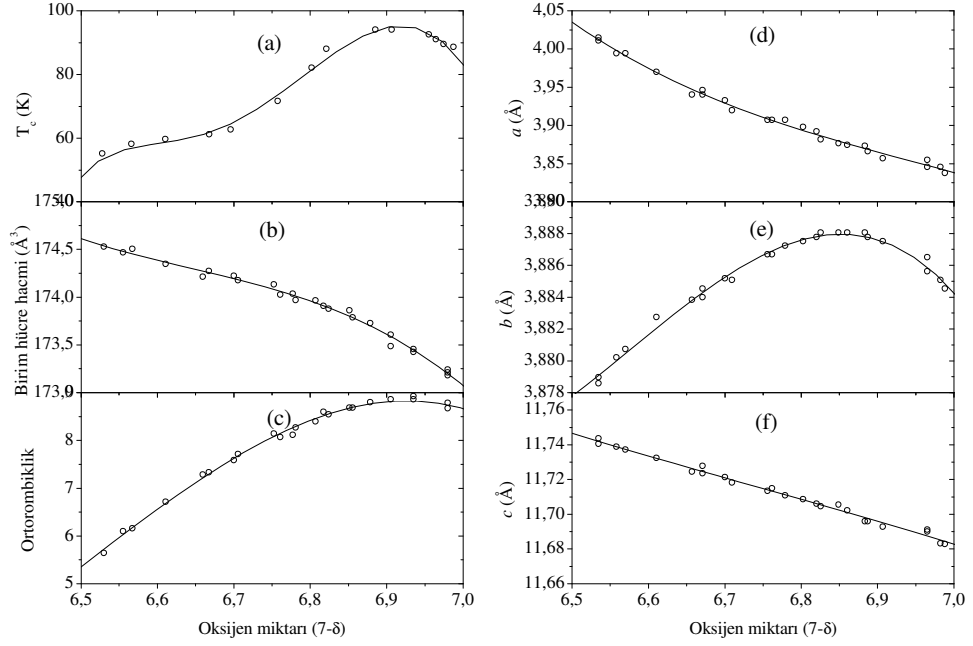 100
(a)
80
T_c (K)
60
40
175,0
(b)
174,5
Birim hücre hacmi (Å³)
174,0
173,5
173,0
9
(c)
8
Ortorombiklik
7
6
5
6,5 6,6 6,7 6,8 6,9 7,0
Oksijen miktarı (7-δ)
4,05
(d)
4,00
3,95
a (Å)
3,90
3,85
3,80
3,890
(e)
3,888
3,886
b (Å)
3,884
3,882
3,880
3,878
11,76
(f)
11,74
11,72
c (Å)
11,70
11,68
11,66
6,5 6,6 6,7 6,8 6,9 7,0
Oksijen miktarı (7-δ)